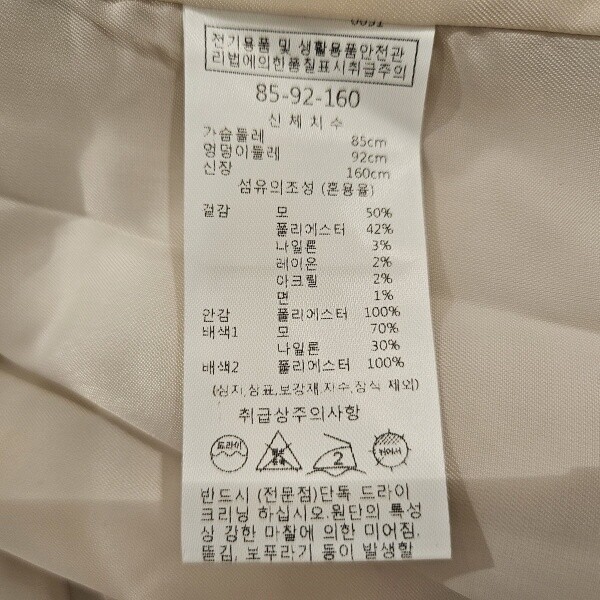 전기용품 및 생활용품안전관
리법에의한품질표시취급주의
85-92-160
신체치수
가슴둘레 85cm
엉덩이둘레 92cm
신장 160cm
섬유의조성 (혼용율)
겉감 모 50%
폴리에스터 42%
나일론 3%
레이온 2%
아크릴 2%
면 1%
안감 폴리에스터 100%
배색1 모 70%
나일론 30%
배색2 폴리에스터 100%
(심지,상표,보강재,자수,장식 제외)
취급상주의사항
드라이 2
반드시 (전문점)단독 드라이
크리닝 하십시오.원단의 특성
상 강한 마찰에 의한 미어짐.
뜯김, 보푸라기 등이 발생할